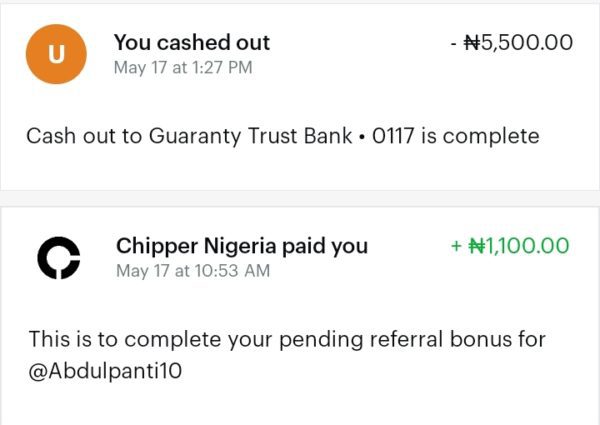 U
You cashed out - ₦5,500.00
May 17 at 1:27 PM
Cash out to Guaranty Trust Bank • 0117 is complete
Chipper Nigeria paid you + ₦1,100.00
May 17 at 10:53 AM
This is to complete your pending referral bonus for
@Abdulpanti10